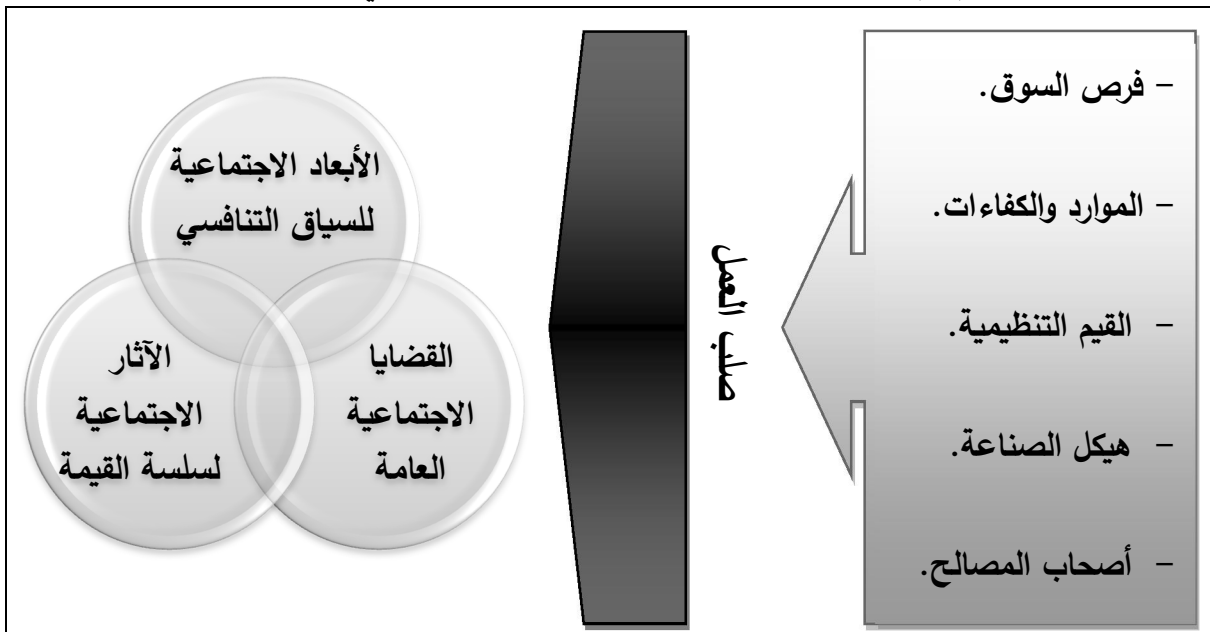 – فرص السوق.
– الموارد والكفاءات.
– القيم التنظيمية.
– هيكل الصناعة.
– أصحاب المصالح.
صلب العمل
الأبعاد الاجتماعية
للسياق التنافسي
القضايا
الاجتماعية
العامة
الآثار
الاجتماعية
لسلسة القيمة